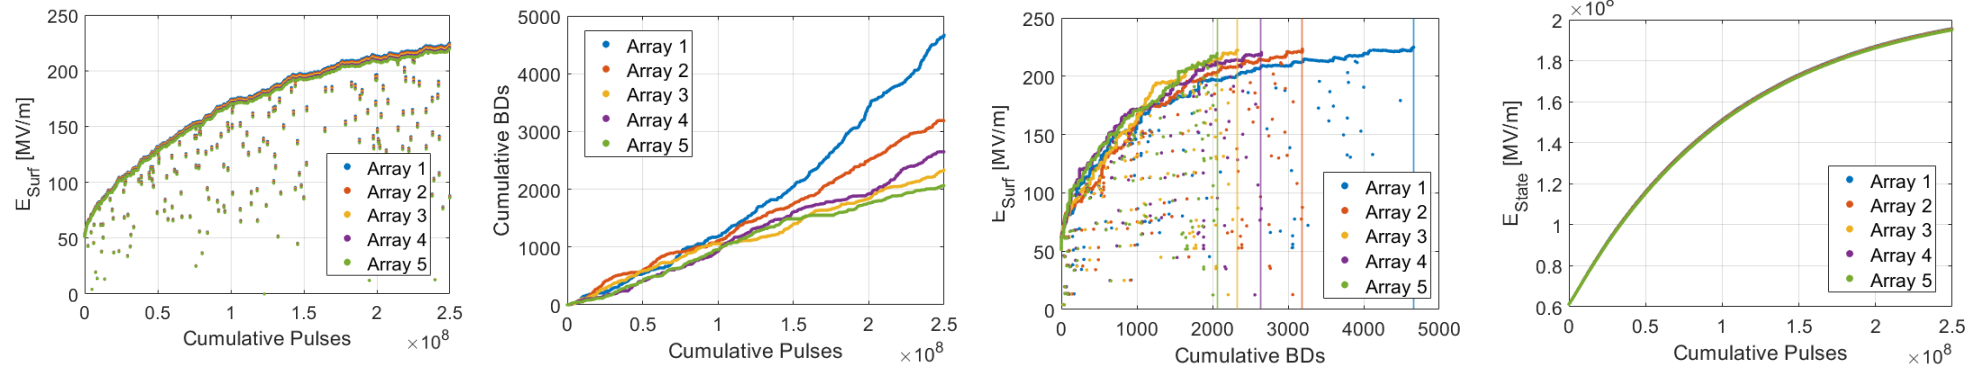 250
200
150
100
50
0
E_Surf [MV/m]
Array 1
Array 2
Array 3
Array 4
Array 5
0 0.5 1 1.5 2 2.5
Cumulative Pulses ×10^8
5000
4000
3000
2000
1000
0
Cumulative BDs
Array 1
Array 2
Array 3
Array 4
Array 5
0 0.5 1 1.5 2 2.5
Cumulative Pulses ×10^8
250
200
150
100
50
0
E_Surf [MV/m]
Array 1
Array 2
Array 3
Array 4
Array 5
0 1000 2000 3000 4000 5000
Cumulative BDs
2
1.8
1.6
1.4
1.2
1
0.8
0.6
E_State [MV/m]
Array 1
Array 2
Array 3
Array 4
Array 5
0 0.5 1 1.5 2 2.5
Cumulative Pulses ×10^8